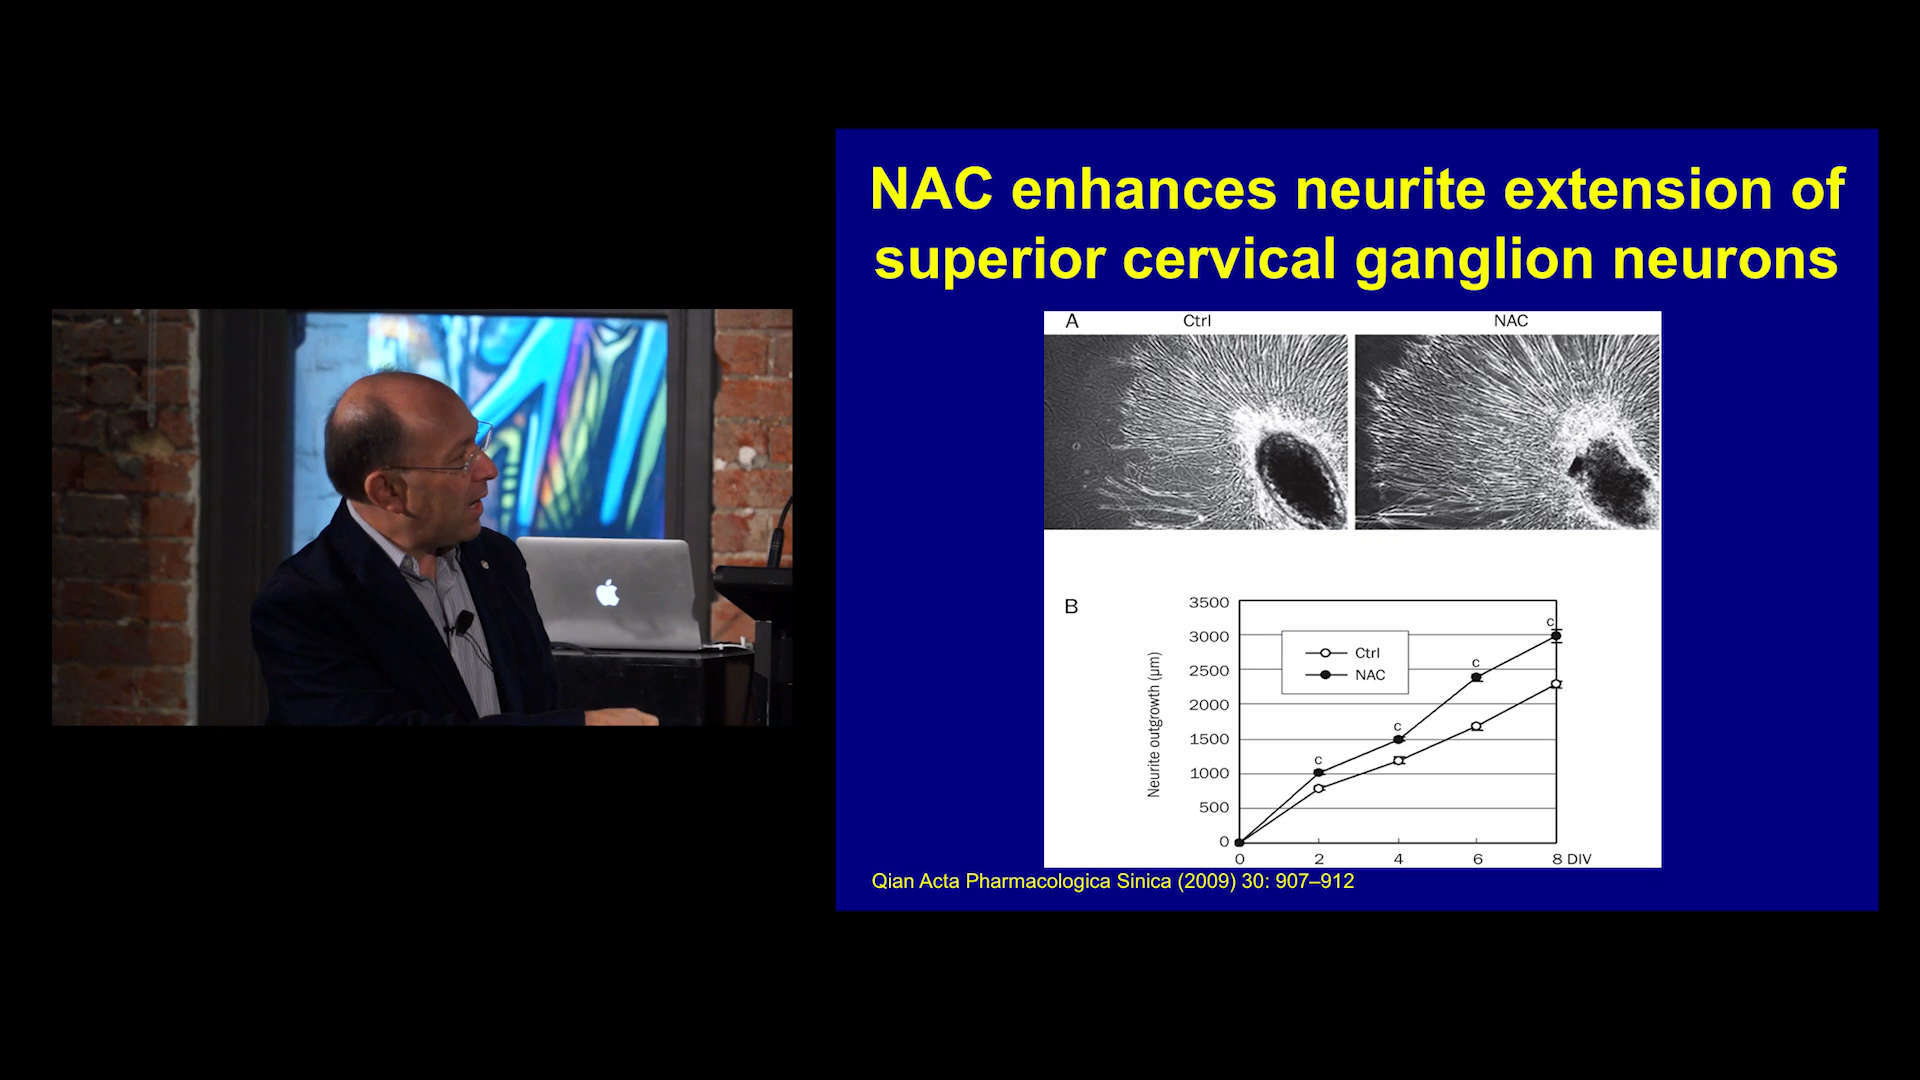 NAC enhances neurite extension of
superior cervical ganglion neurons
A
Ctrl
NAC
B
3500
3000
2500
2000
1500
1000
500
0
Neurite outgrowth (µm)
Ctrl
NAC
c
c
c
c
0 2 4 6 8 DIV
Qian Acta Pharmacologica Sinica (2009) 30: 907–912